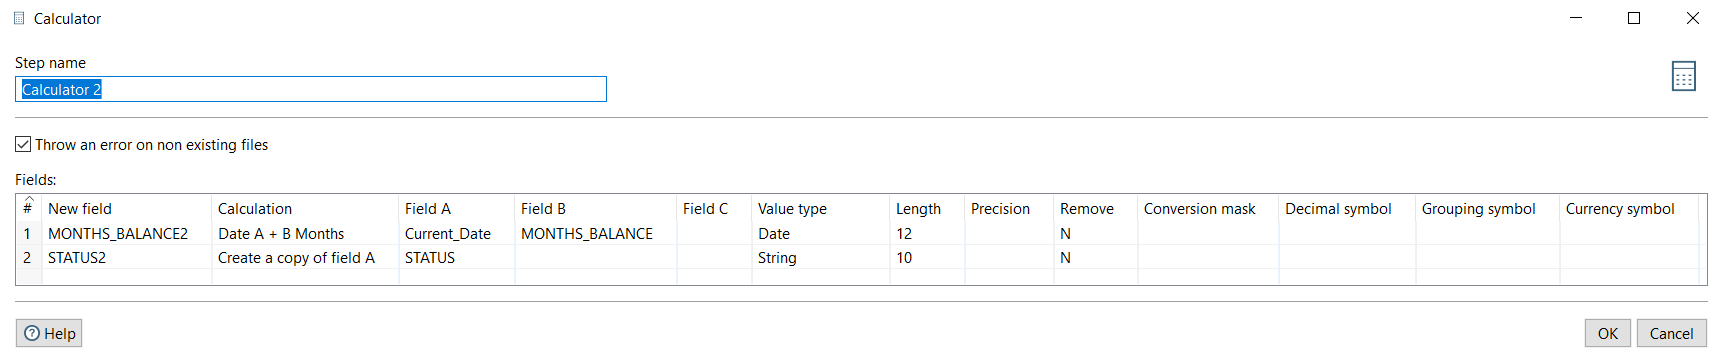 Calculator
Step name
Calculator 2
Throw an error on non existing files
Fields:
# New field Calculation Field A Field B Field C Value type Length Precision Remove Conversion mask Decimal symbol Grouping symbol Currency symbol
1 MONTHS_BALANCE2 Date A + B Months Current_Date MONTHS_BALANCE Date 12 N
2 STATUS2 Create a copy of field A STATUS String 10 N
? Help OK Cancel